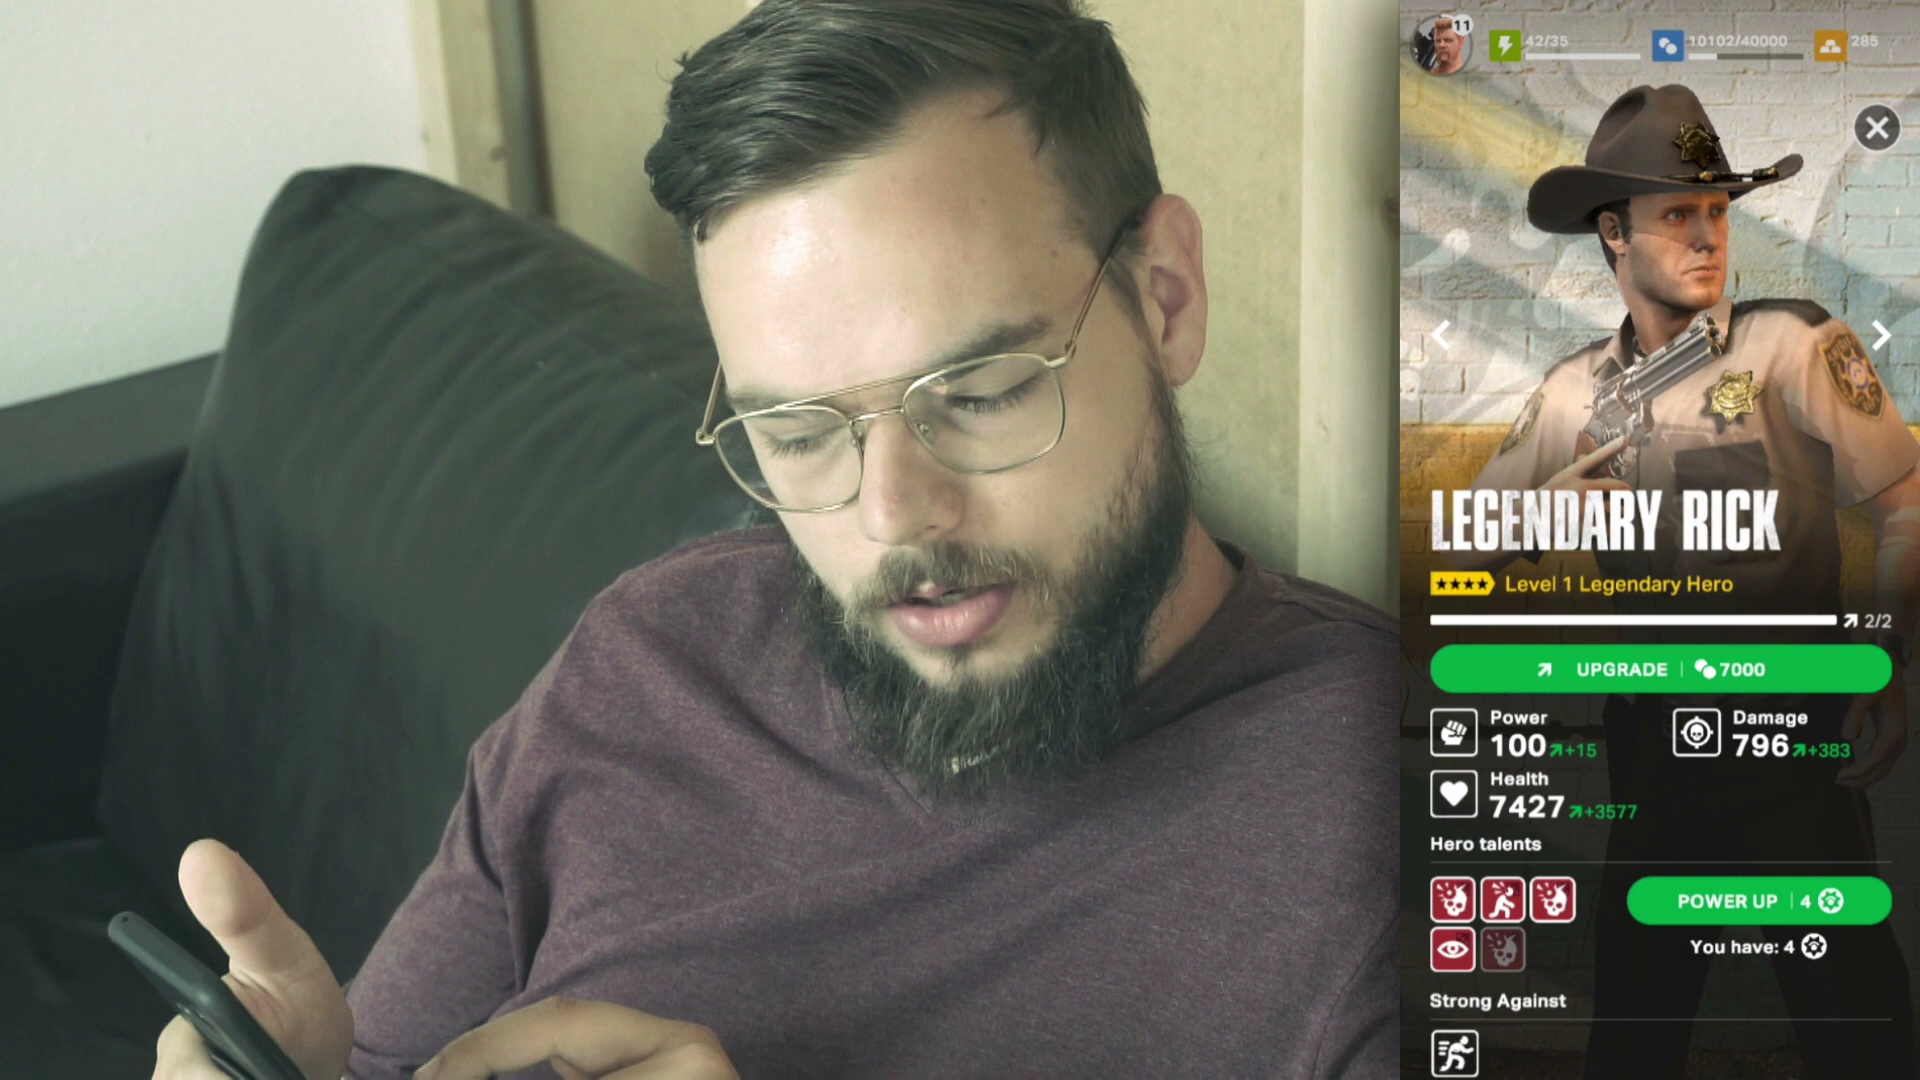 11 42/35 10102/40000 285
LEGENDARY RICK
Level 1 Legendary Hero
2/2
UPGRADE | 7000
Power Damage
100 +15 796 +383
Health
7427 +3577
Hero talents
POWER UP | 4
You have: 4
Strong Against